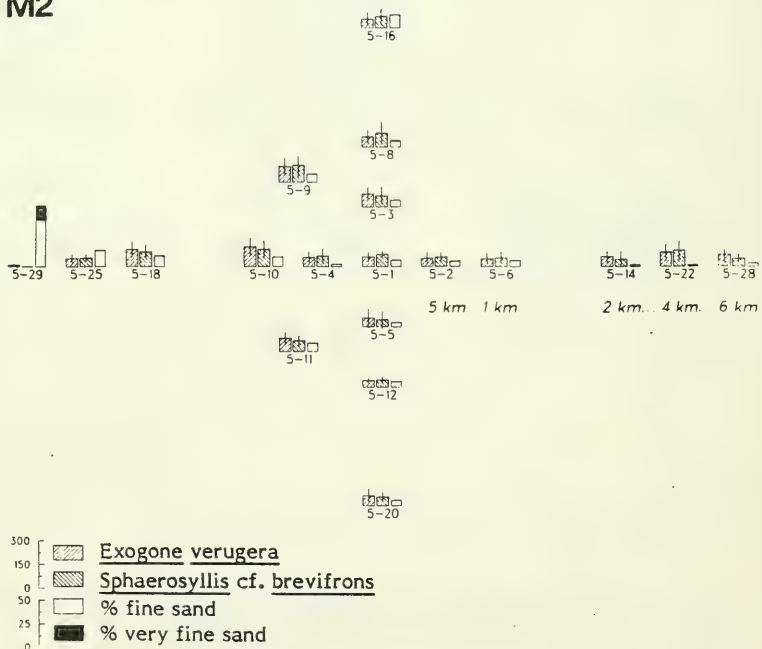 M2
5-16
5-8
5-9
5-3
5-29 5-25 5-18 5-10 5-4 5-1 5-2 5-6 5-14 5-22 5-28
5 km 1 km 2 km... 4 km. 6 km
5-5
5-11
5-12
5-20
300
150
0
Exogone verugera
Sphaerosyllis cf. brevifrons
50
25
0
% fine sand
% very fine sand